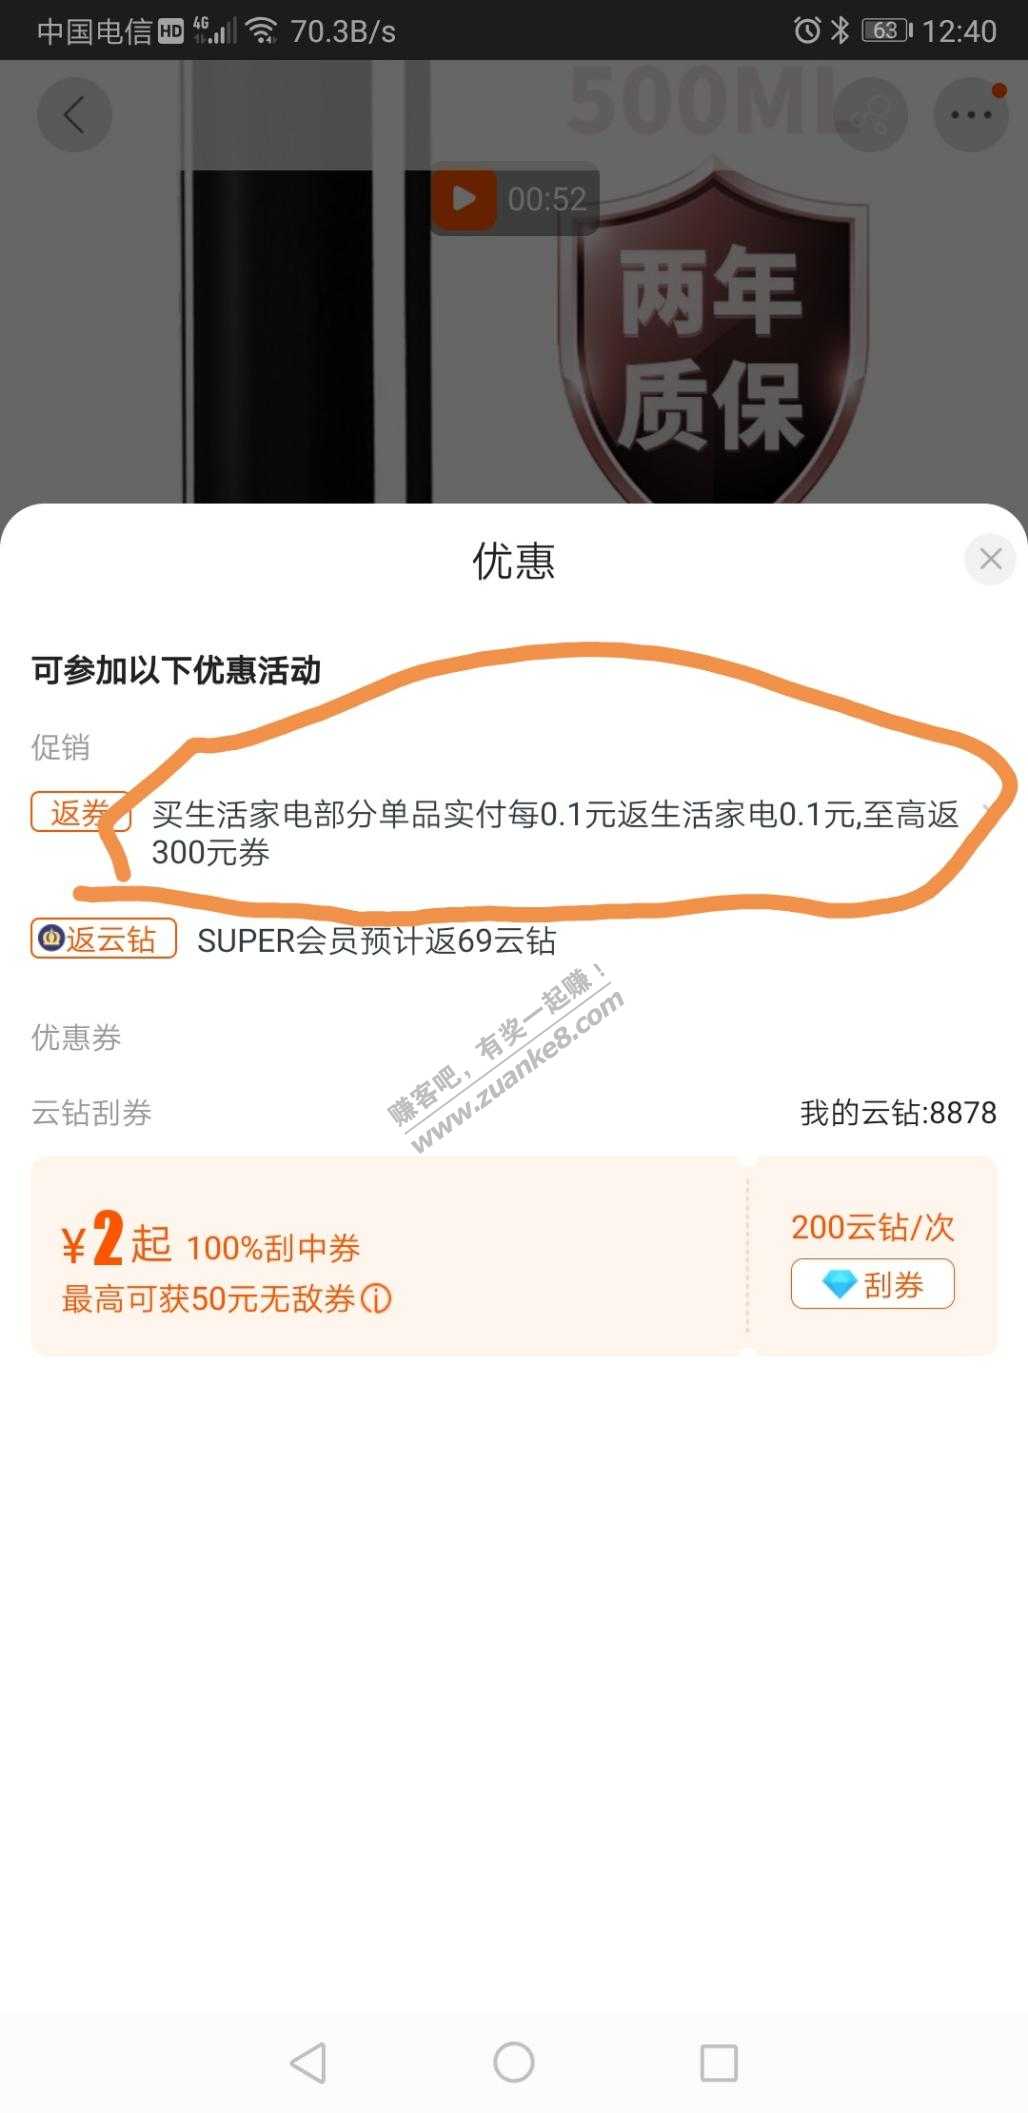 中国电信 HD 4G 70.3B/s 63 12:40
500ML
00:52
两年
质保
优惠
可参加以下优惠活动
促销
返券 买生活家电部分单品实付每0.1元返生活家电0.1元,至高返
300元券
返云钻 SUPER会员预计返69云钻
优惠券
云钻刮券 我的云钻:8878
¥2起 100%刮中券
最高可获50元无敌券
200云钻/次
刮券
赚客吧，有奖一起赚！
www.zuanke8.com